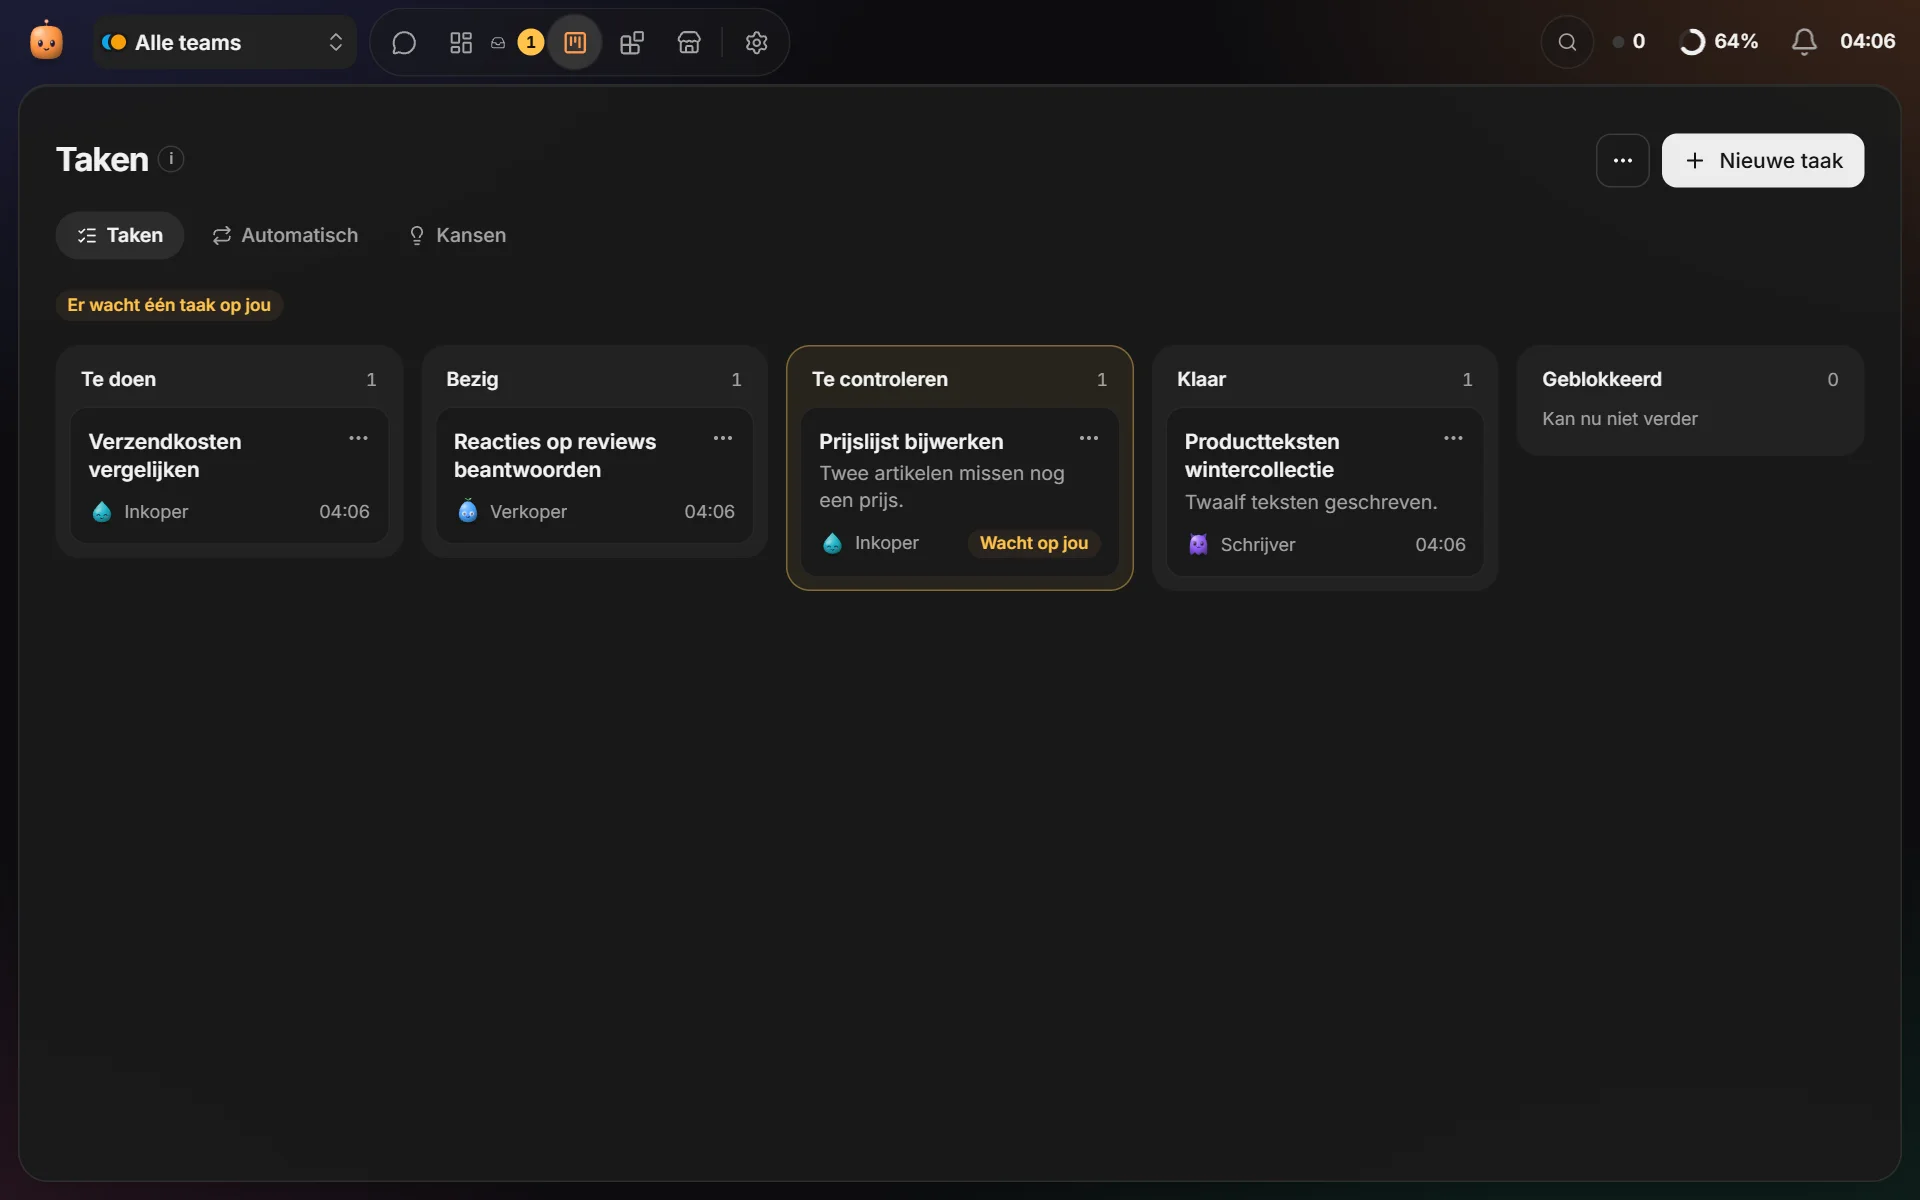 Alle teams
1
0
64%
04:06
Taken
Nieuwe taak
Taken
Automatisch
Kansen
Er wacht één taak op jou
Te doen
1
Verzendkosten
vergelijken
Inkoper
04:06
Bezig
1
Reacties op reviews
beantwoorden
Verkoper
04:06
Te controleren
1
Prijslijst bijwerken
Twee artikelen missen nog
een prijs.
Inkoper
Wacht op jou
Klaar
1
Productteksten
wintercollectie
Twaalf teksten geschreven.
Schrijver
04:06
Geblokkeerd
0
Kan nu niet verder